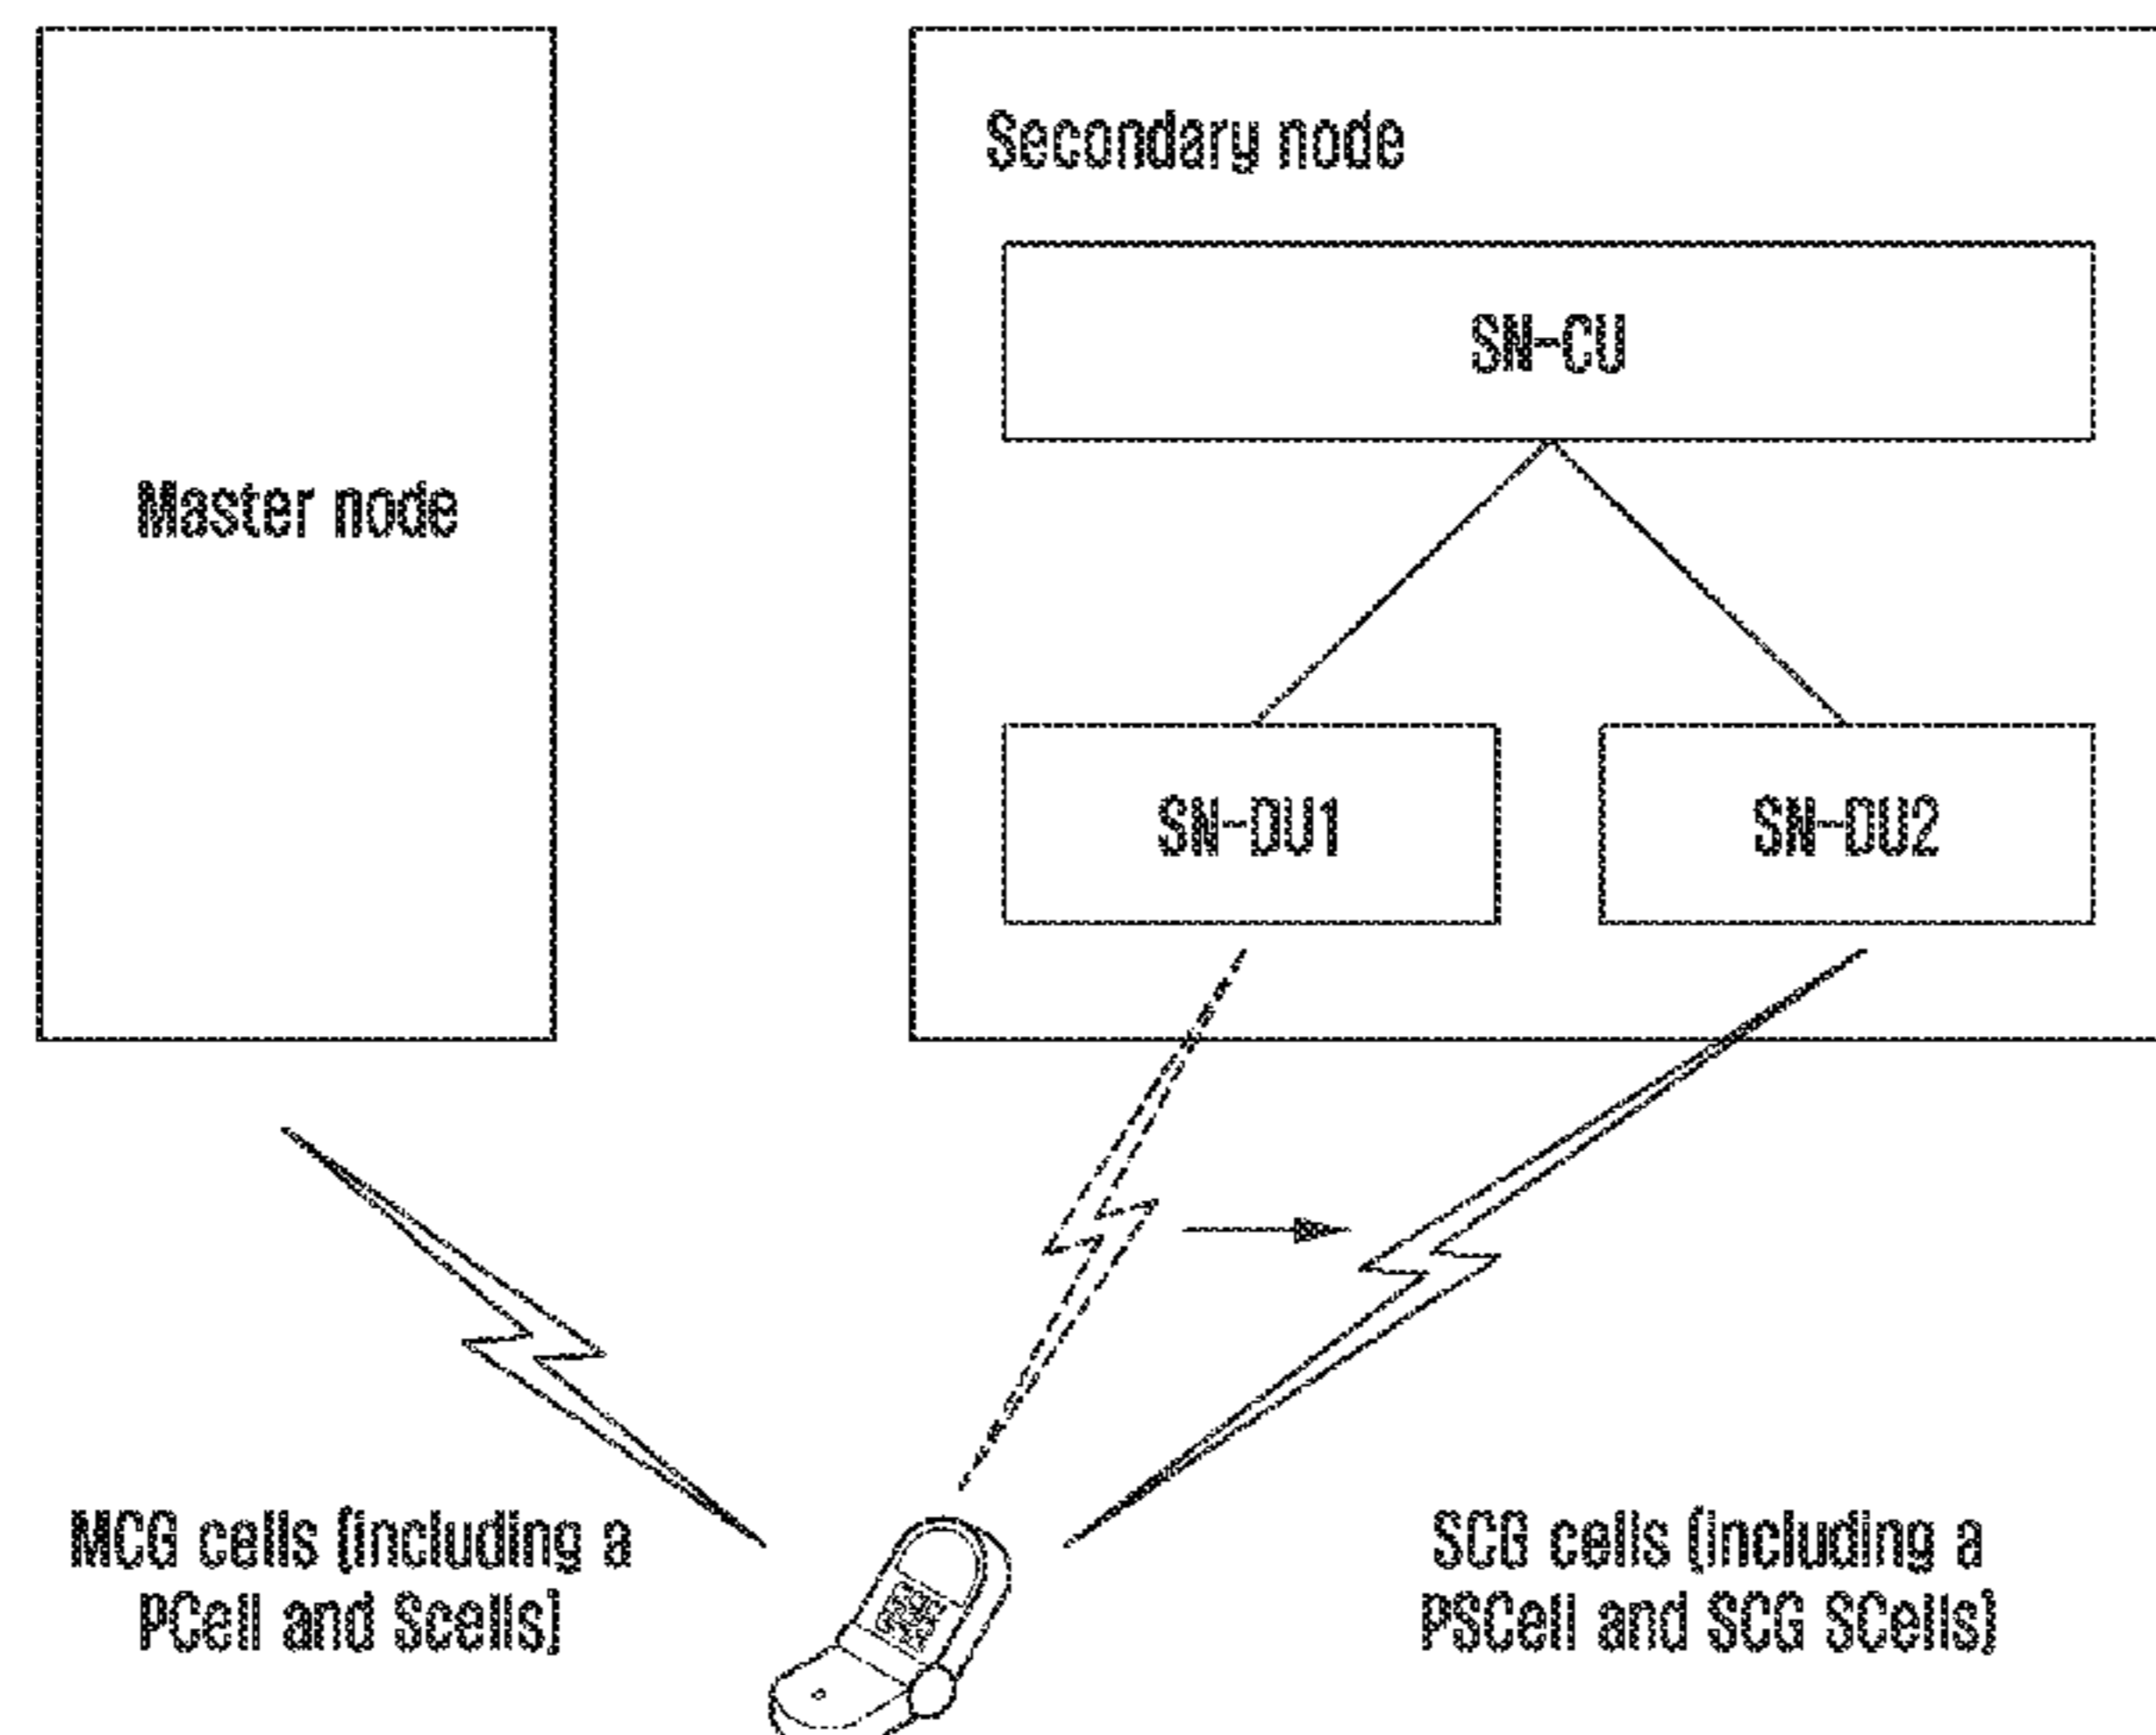 Secondary node
SN-CU
Master node
SN-DU1
SN-DU2
MCG cells (including a
PCell and Scells)
SCG cells (including a
PSCell and SCG SCells)